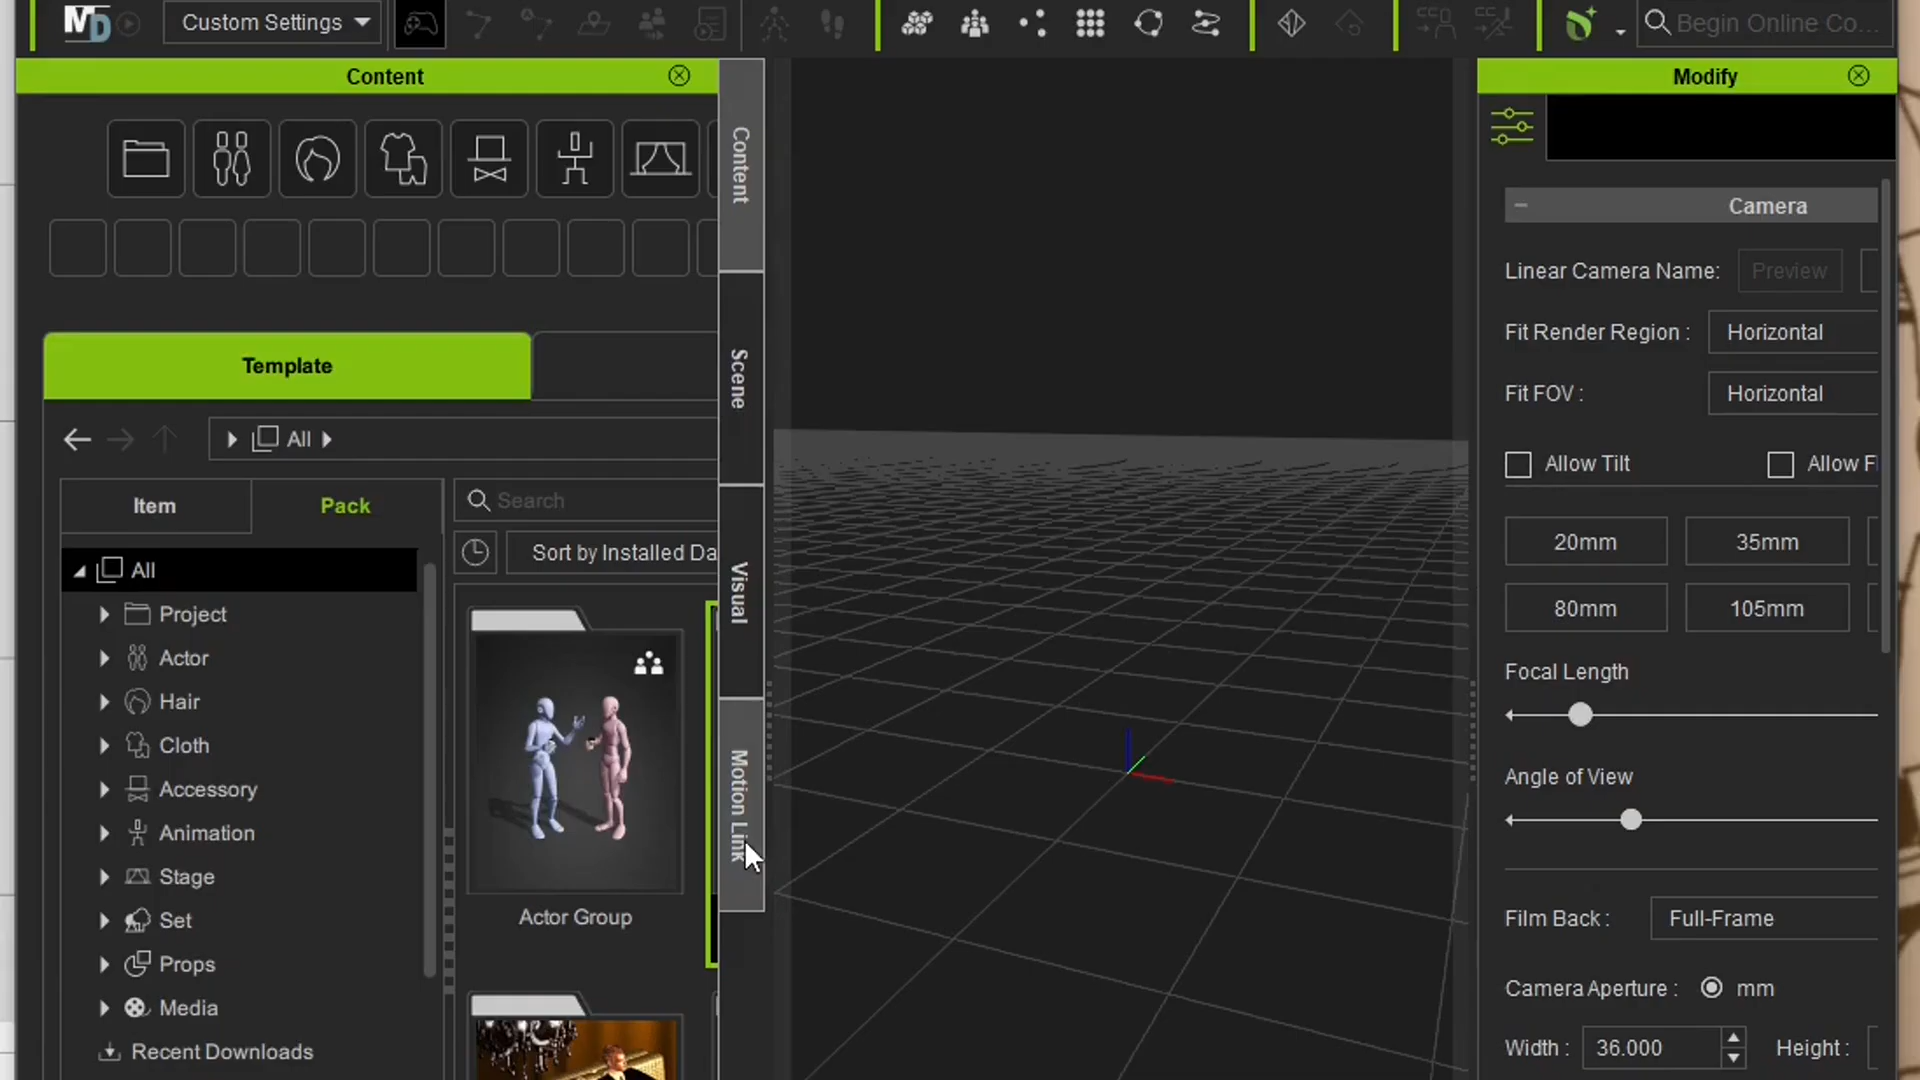 MD
Custom Settings
Begin Online Co...
Content
Modify
Content
Scene
Visual
Motion Link
Template
All
Item
Pack
Search
Sort by Installed Da
All
Project
Actor
Hair
Cloth
Accessory
Animation
Stage
Set
Props
Media
Recent Downloads
Actor Group
Camera
Linear Camera Name: Preview
Fit Render Region : Horizontal
Fit FOV : Horizontal
Allow Tilt Allow F
20mm 35mm
80mm 105mm
Focal Length
Angle of View
Film Back : Full-Frame
Camera Aperture : mm
Width : 36.000 Height :